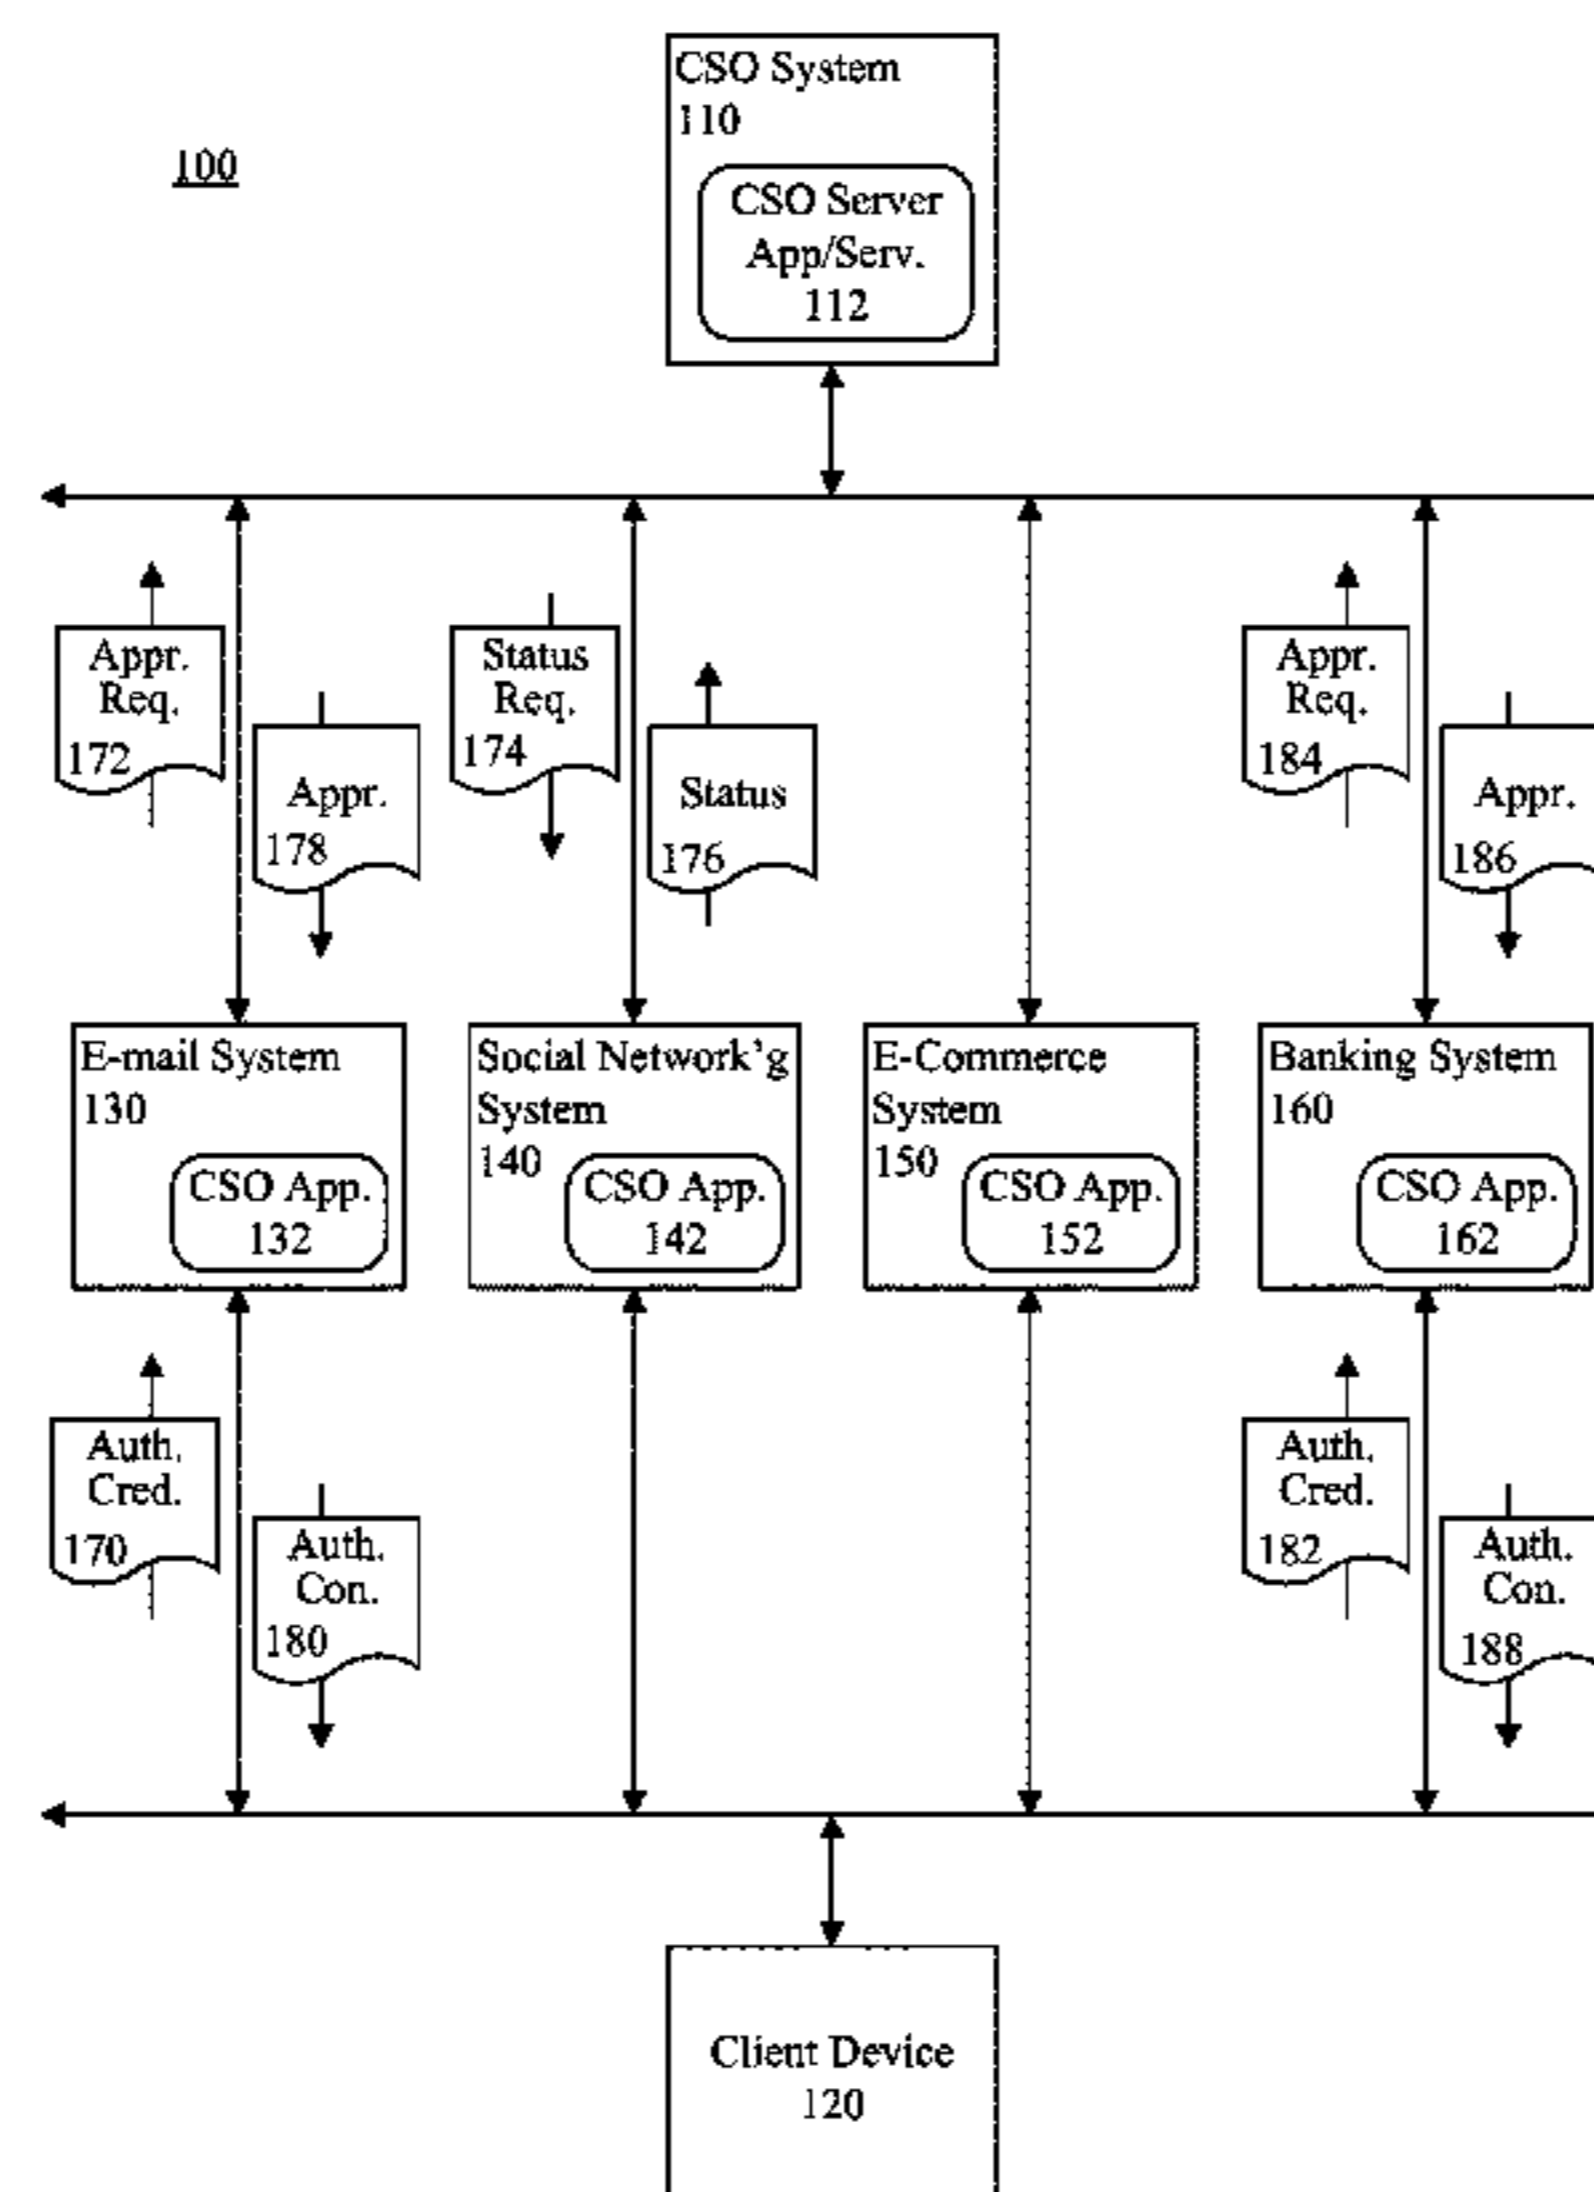 CSO System
110
100
CSO Server
App/Serv.
112
Appr.
Req.
172
Appr.
178
Status
Req.
174
Status
176
Appr.
Req.
184
Appr.
186
E-mail System
130
CSO App.
132
Social Network'g
System
140
CSO App.
142
E-Commerce
System
150
CSO App.
152
Banking System
160
CSO App.
162
Auth.
Cred.
170
Auth.
Con.
180
Auth.
Cred.
182
Auth.
Con.
188
Client Device
120